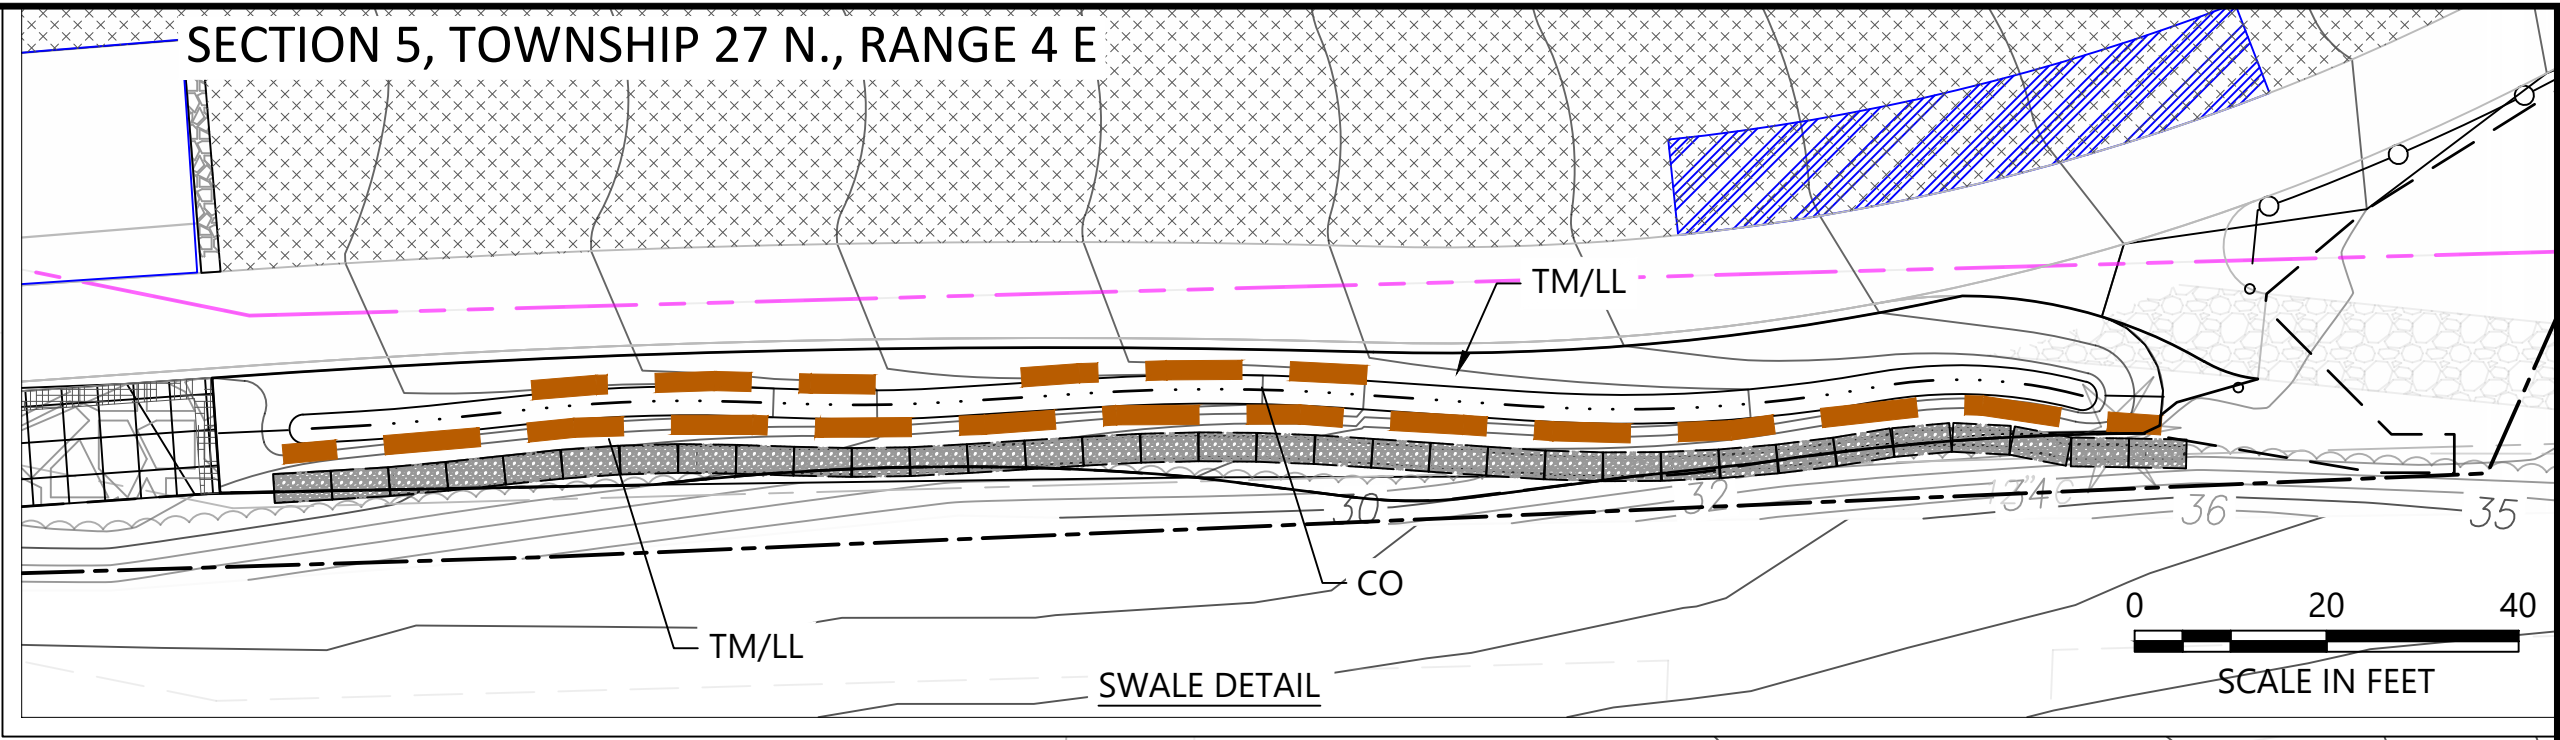 SECTION 5, TOWNSHIP 27 N., RANGE 4 E
TM/LL
30
32
36
35
CO
TM/LL
0 20 40
SCALE IN FEET
SWALE DETAIL